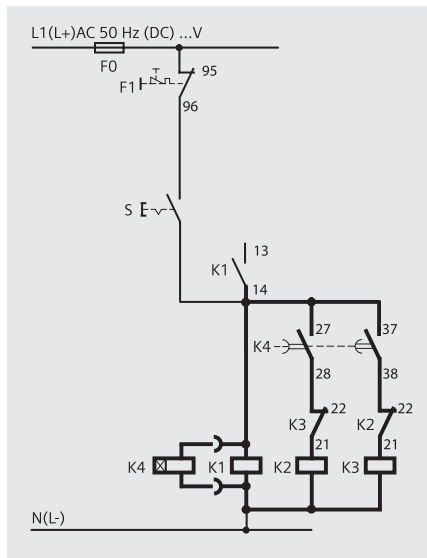 L1(L+)AC 50 Hz (DC) ...V
F0
95
F1
96
S
13
K1
14
27
37
K4
28
38
22
22
K3
K2
21
21
K4
K1
K2
K3
N(L-)